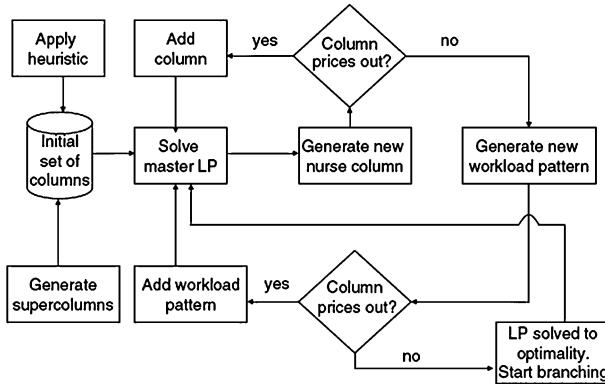 Apply
heuristic
Add
column
yes
Column
prices out?
no
Initial
set of
columns
Solve
master LP
Generate new
nurse column
Generate new
workload pattern
Generate
supercolumns
Add workload
pattern
yes
Column
prices out?
no
LP solved to
optimality.
Start branching